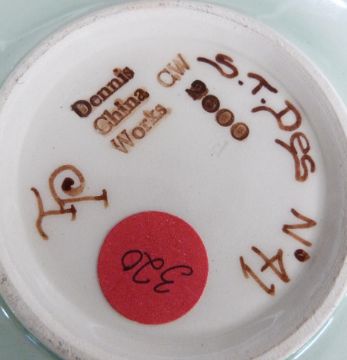 Dennis
China
Works
CW
2000
S.T.Des
No 41
320